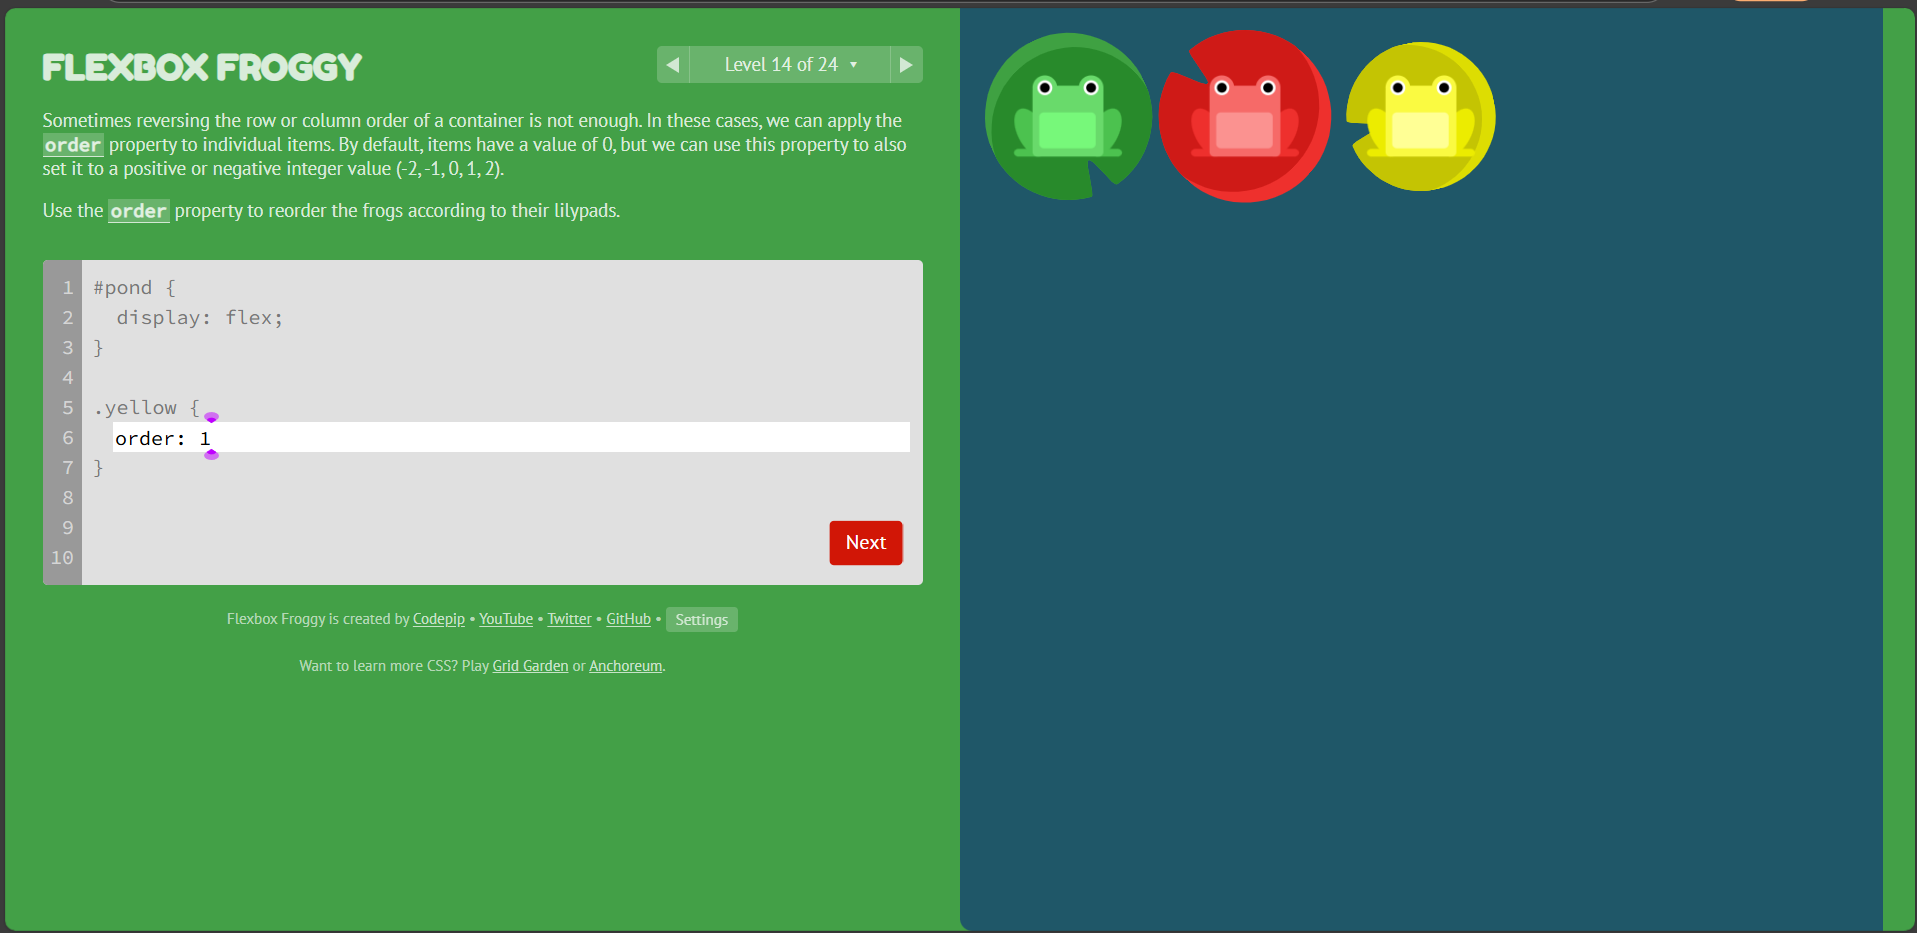 FLEXBOX FROGGY
◀ Level 14 of 24 ▼ ▶
Sometimes reversing the row or column order of a container is not enough. In these cases, we can apply the
order property to individual items. By default, items have a value of 0, but we can use this property to also
set it to a positive or negative integer value (-2, -1, 0, 1, 2).
Use the order property to reorder the frogs according to their lilypads.
1 #pond {
2   display: flex;
3 }
4
5 .yellow {
6   order: 1
7 }
8
9
10
Next
Flexbox Froggy is created by Codepip • YouTube • Twitter • GitHub • Settings
Want to learn more CSS? Play Grid Garden or Anchoreum.